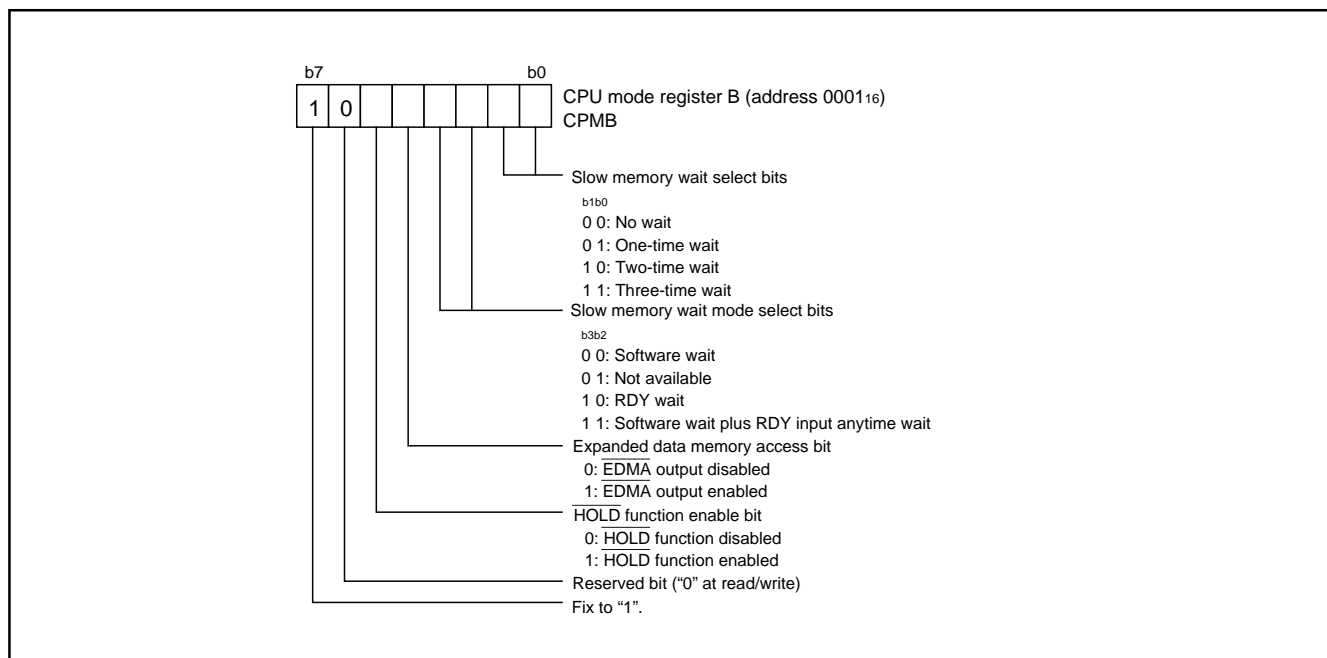 b7 b0
1 0 CPU mode register B (address 0001₁₆)
CPMB
Slow memory wait select bits
b1b0
0 0: No wait
0 1: One-time wait
1 0: Two-time wait
1 1: Three-time wait
Slow memory wait mode select bits
b3b2
0 0: Software wait
0 1: Not available
1 0: RDY wait
1 1: Software wait plus RDY input anytime wait
Expanded data memory access bit
0: EDMA output disabled
1: EDMA output enabled
HOLD function enable bit
0: HOLD function disabled
1: HOLD function enabled
Reserved bit (“0” at read/write)
Fix to “1”.